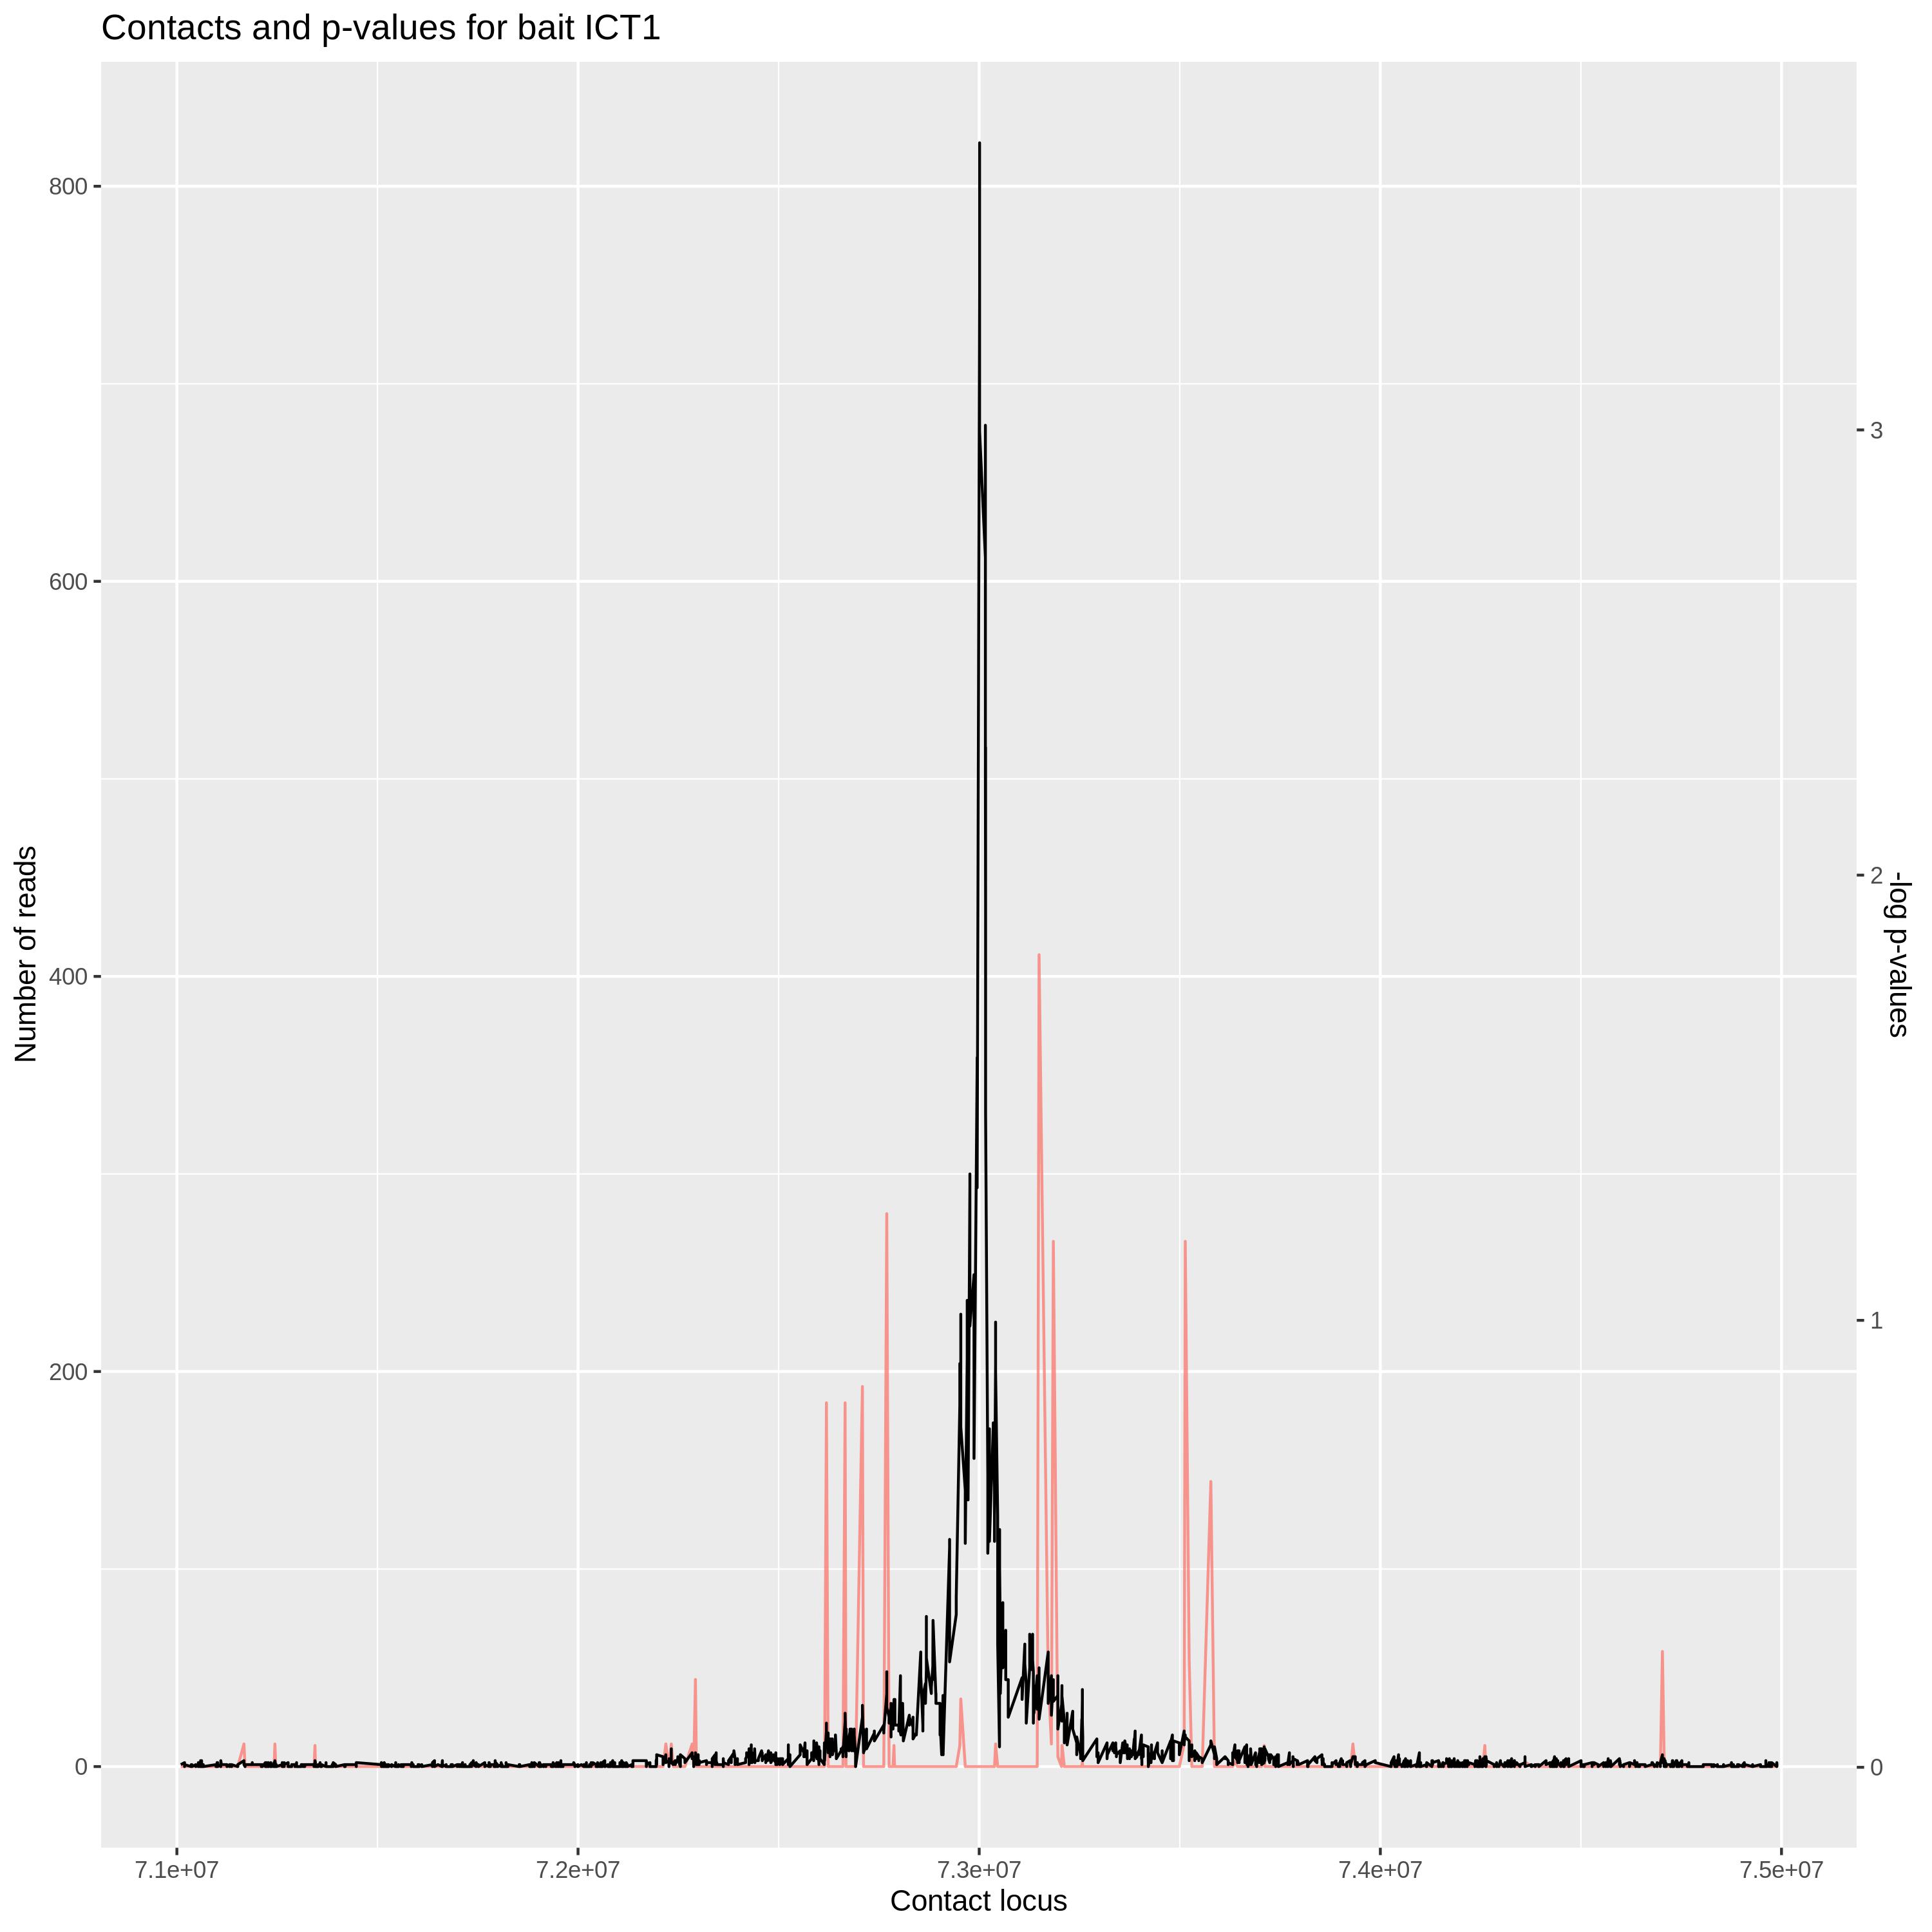 Contacts and p-values for bait ICT1
800
600
400
200
0
3
2
1
0
Number of reads
-log p-values
7.1e+07
7.2e+07
7.3e+07
7.4e+07
7.5e+07
Contact locus